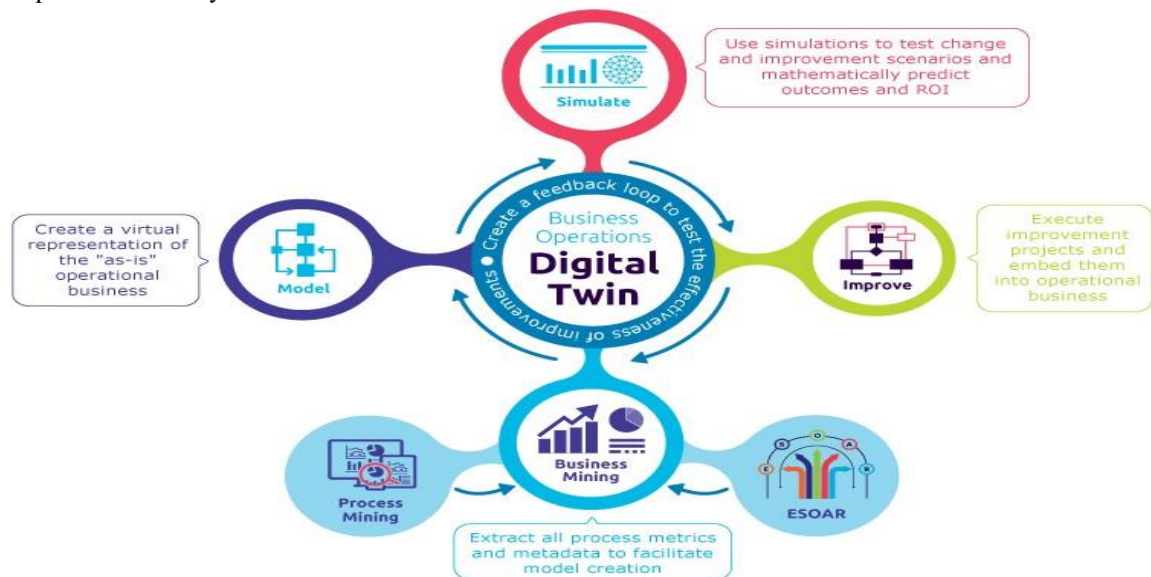 Use simulations to test change
and improvement scenarios and
mathematically predict
outcomes and ROI
Simulate
Create a feedback loop to test the effectiveness of improvements
Business
Operations
Digital
Twin
Create a virtual
representation of
the "as-is"
operational
business
Model
Improve
Execute
improvement
projects and
embed them
into operational
business
Business
Mining
Process
Mining
E
S
O
A
R
ESOAR
Extract all process metrics
and metadata to facilitate
model creation